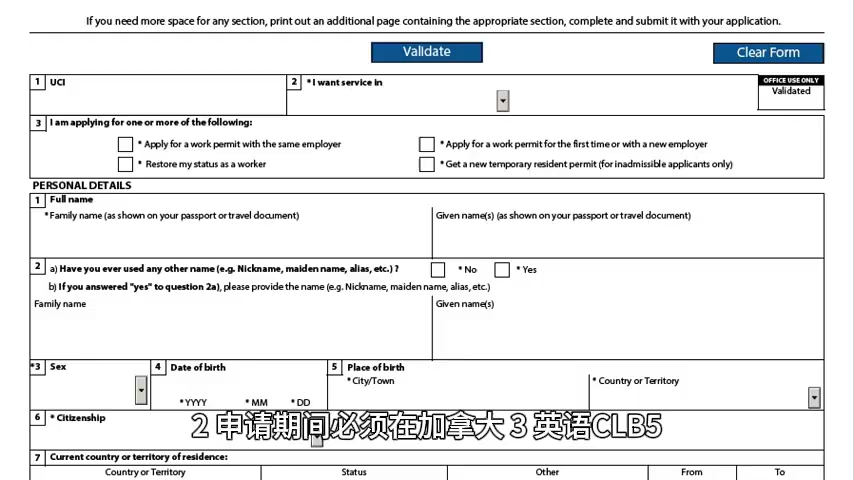 If you need more space for any section, print out an additional page containing the appropriate section, complete and submit it with your application.
Validate
Clear Form
1 UCI
2 * I want service in
OFFICE USE ONLY
Validated
3 I am applying for one or more of the following:
* Apply for a work permit with the same employer
* Apply for a work permit for the first time or with a new employer
* Restore my status as a worker
* Get a new temporary resident permit (for inadmissible applicants only)
PERSONAL DETAILS
1 Full name
* Family name (as shown on your passport or travel document)
Given name(s) (as shown on your passport or travel document)
2 a) Have you ever used any other name (e.g. Nickname, maiden name, alias, etc.) ?
* No
* Yes
b) If you answered "yes" to question 2a), please provide the name (e.g. Nickname, maiden name, alias, etc.)
Family name
Given name(s)
*3 Sex
4 Date of birth
* YYYY * MM * DD
5 Place of birth
* City/Town
* Country or Territory
6 * Citizenship
2 申请期间必须在加拿大 3 英语CLB5
7 Current country or territory of residence:
Country or Territory
Status
Other
From
To